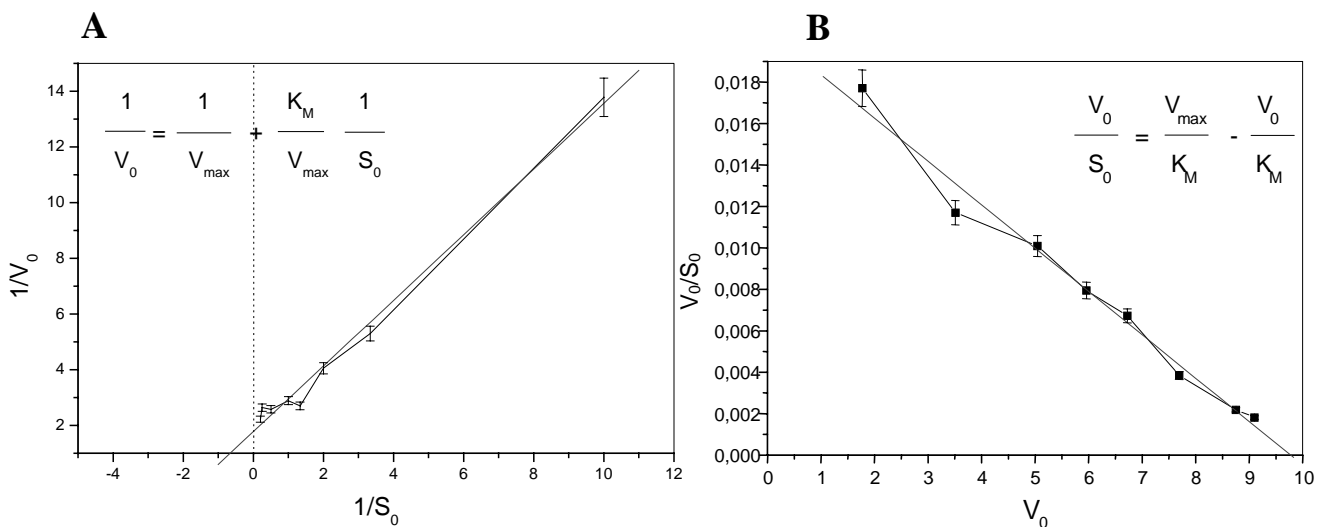 A
14
12
10
8
6
4
2
1/V0 = 1/Vmax + KM/Vmax 1/S0
1/V0
-4 -2 0 2 4 6 8 10 12
1/S0
B
0,018
0,016
0,014
0,012
0,010
0,008
0,006
0,004
0,002
0,000
V0/S0 = Vmax/KM - V0/KM
V0/S0
0 1 2 3 4 5 6 7 8 9 10
V0